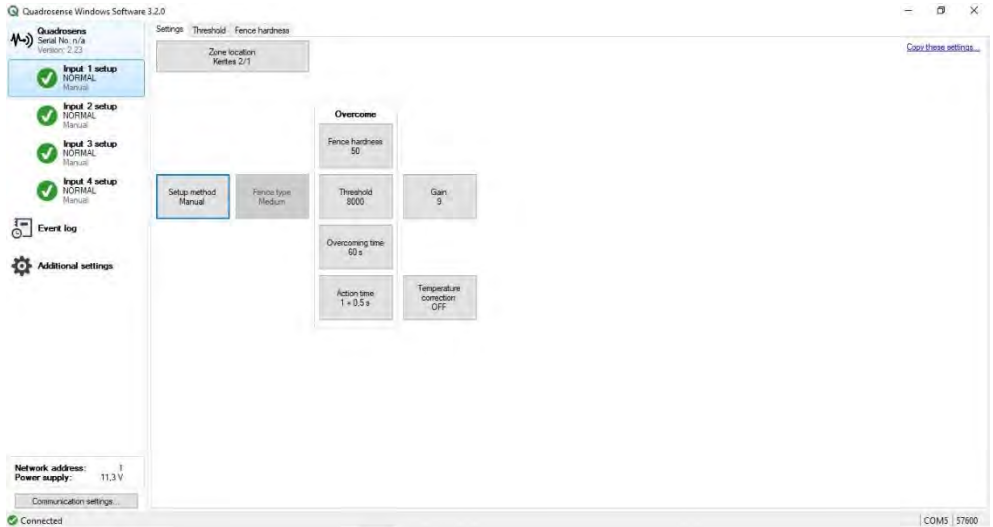 Quadrosense Windows Software 3.2.0
Quadrosens
Serial No: n/a
Version: 2.23
Input 1 setup
NORMAL
Manual
Input 2 setup
NORMAL
Manual
Input 3 setup
NORMAL
Manual
Input 4 setup
NORMAL
Manual
Event log
Additional settings
Network address: 1
Power supply: 11,3 V
Communication settings...
Connected
Settings Threshold Fence hardness
Copy these settings...
Zone location
Kertes 2/1
Overcome
Fence hardness
50
Setup method
Manual
Fence type
Medium
Threshold
8000
Gain
9
Overcoming time
60 s
Action time
1 × 0,5 s
Temperature
correction
OFF
COM5 57600